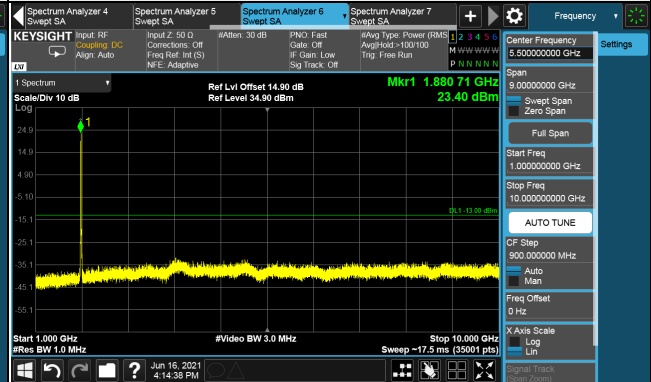 Spectrum Analyzer 4
Swept SA
Spectrum Analyzer 5
Swept SA
Spectrum Analyzer 6
Swept SA
Spectrum Analyzer 7
Swept SA
Frequency
KEYSIGHT
Input: RF
Coupling: DC
Align: Auto
Input Z: 50 Ω
Corrections: Off
Freq Ref: Int (S)
NFE: Adaptive
#Atten: 30 dB
PNO: Fast
Gate: Off
IF Gain: Low
Sig Track: Off
#Avg Type: Power (RMS
Avg|Hold:>100/100
Trig: Free Run
1 2 3 4 5 6
M W W W W W
P N N N N N
LXI
1 Spectrum
Scale/Div 10 dB
Log
Ref Lvl Offset 14.90 dB
Ref Level 34.90 dBm
Mkr1 1.880 71 GHz
23.40 dBm
1
24.9
14.9
4.90
-5.10
-15.1
-25.1
-35.1
-45.1
-55.1
DL1 -13.00 dBm
Start 1.000 GHz
#Res BW 1.0 MHz
#Video BW 3.0 MHz
Stop 10.000 GHz
Sweep ~17.5 ms (35001 pts)
Center Frequency
5.500000000 GHz
Settings
Span
9.00000000 GHz
Swept Span
Zero Span
Full Span
Start Freq
1.000000000 GHz
Stop Freq
10.000000000 GHz
AUTO TUNE
CF Step
900.000000 MHz
Auto
Man
Freq Offset
0 Hz
X Axis Scale
Log
Lin
Signal Track
(Span Zoom)
?
Jun 16, 2021
4:14:38 PM